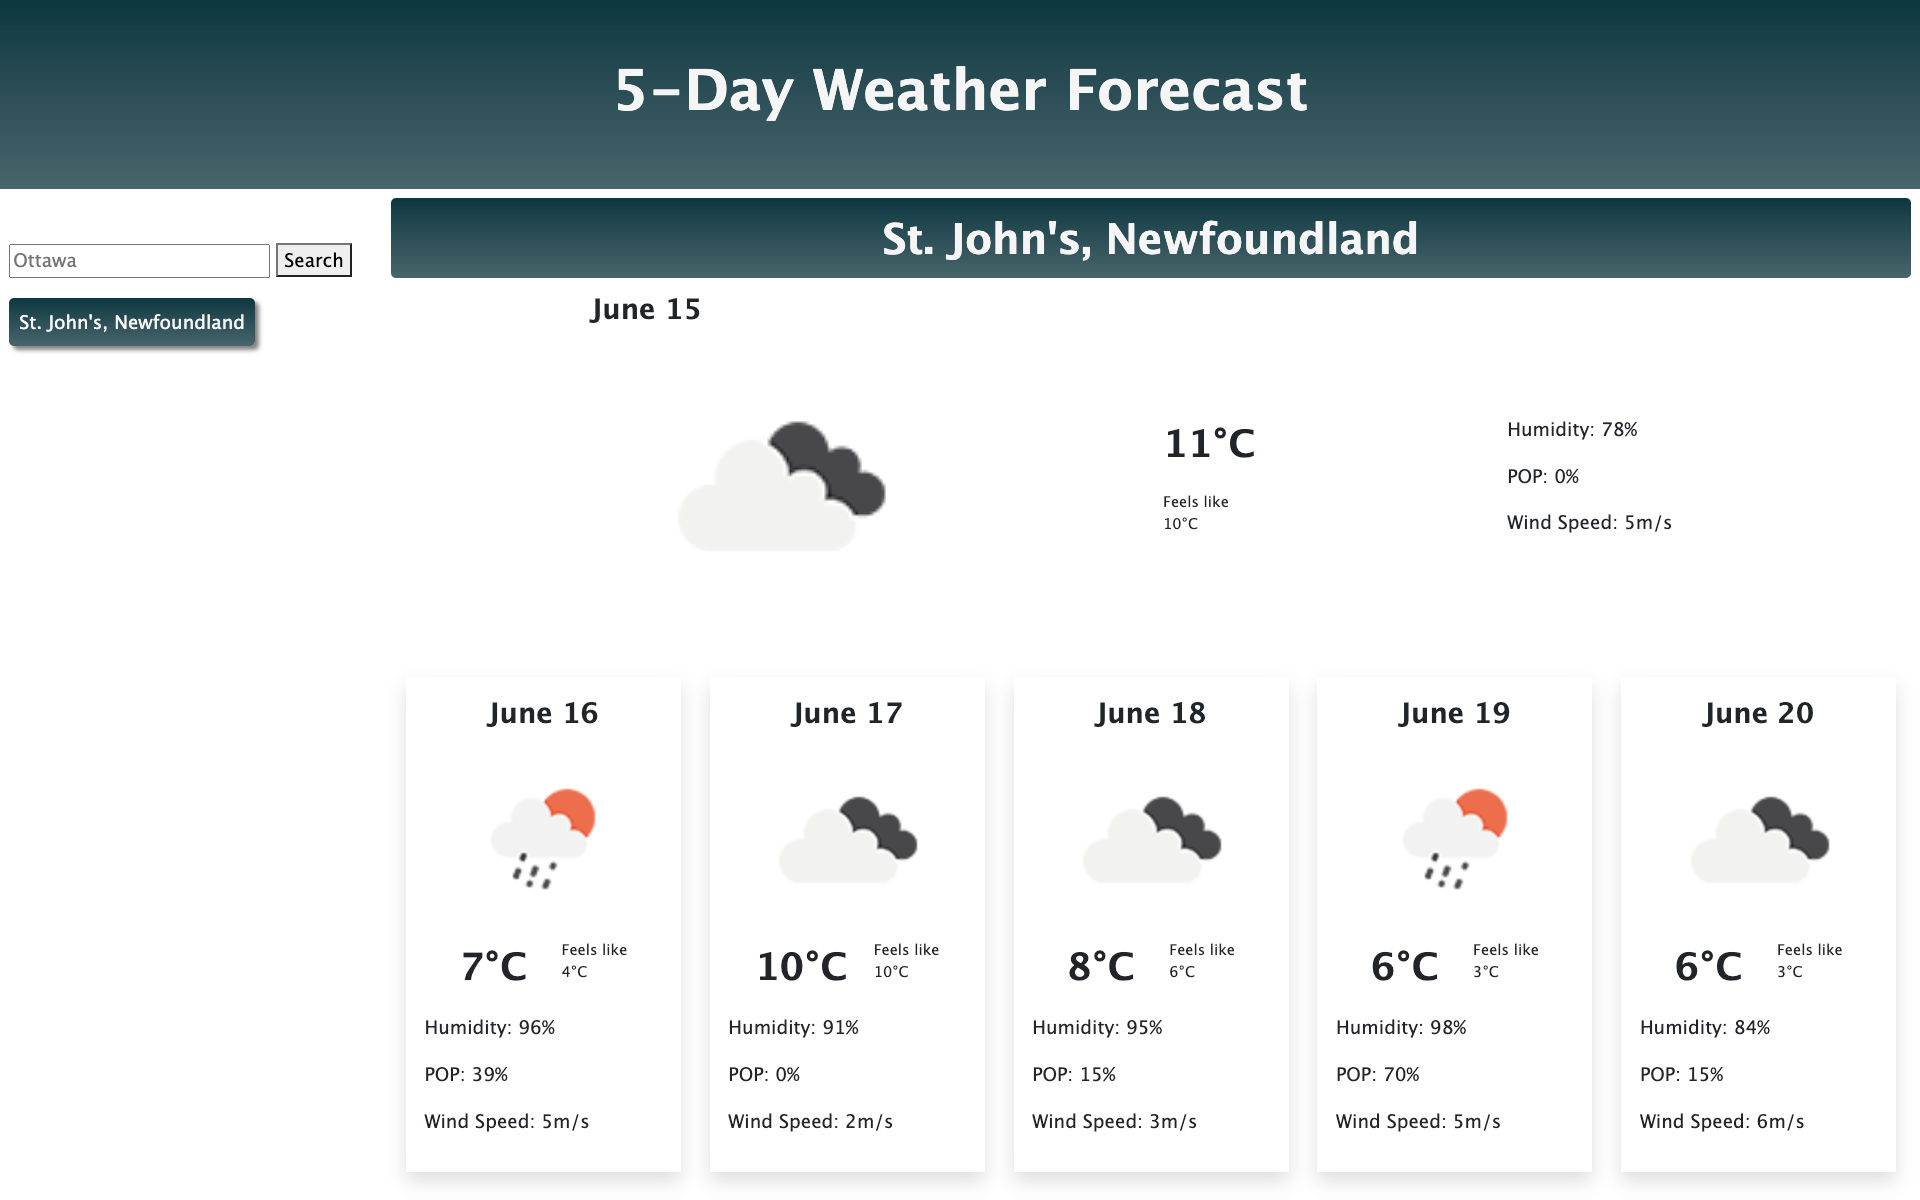 5-Day Weather Forecast
Ottawa
Search
St. John's, Newfoundland
St. John's, Newfoundland
June 15
11°C
Feels like
10°C
Humidity: 78%
POP: 0%
Wind Speed: 5m/s
June 16
7°C
Feels like
4°C
Humidity: 96%
POP: 39%
Wind Speed: 5m/s
June 17
10°C
Feels like
10°C
Humidity: 91%
POP: 0%
Wind Speed: 2m/s
June 18
8°C
Feels like
6°C
Humidity: 95%
POP: 15%
Wind Speed: 3m/s
June 19
6°C
Feels like
3°C
Humidity: 98%
POP: 70%
Wind Speed: 5m/s
June 20
6°C
Feels like
3°C
Humidity: 84%
POP: 15%
Wind Speed: 6m/s